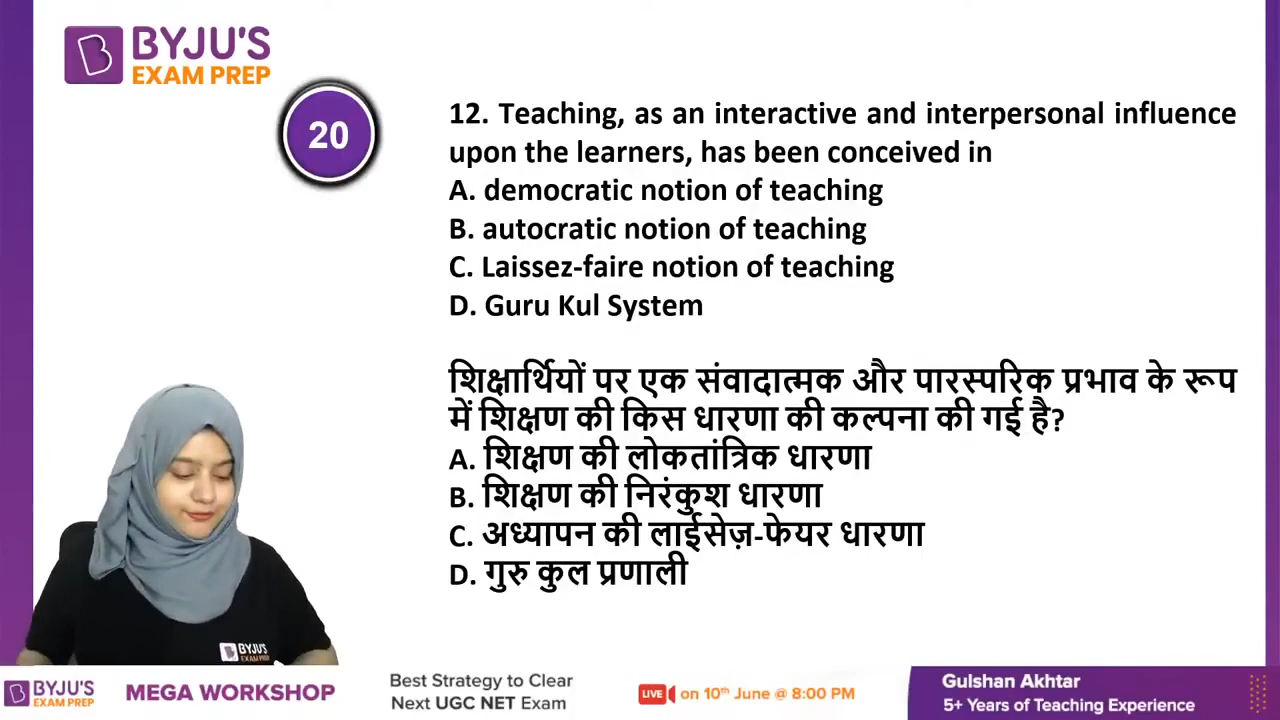 BYJU'S
EXAM PREP
20
12. Teaching, as an interactive and interpersonal influence
upon the learners, has been conceived in
A. democratic notion of teaching
B. autocratic notion of teaching
C. Laissez-faire notion of teaching
D. Guru Kul System
शिक्षार्थियों पर एक संवादात्मक और पारस्परिक प्रभाव के रूप
में शिक्षण की किस धारणा की कल्पना की गई है?
A. शिक्षण की लोकतांत्रिक धारणा
B. शिक्षण की निरंकुश धारणा
C. अध्यापन की लाईसेज़-फेयर धारणा
D. गुरु कुल प्रणाली
BYJU'S
EXAM PREP
BYJU'S
EXAM PREP
MEGA WORKSHOP
Best Strategy to Clear
Next UGC NET Exam
LIVE on 10th June @ 8:00 PM
Gulshan Akhtar
5+ Years of Teaching Experience